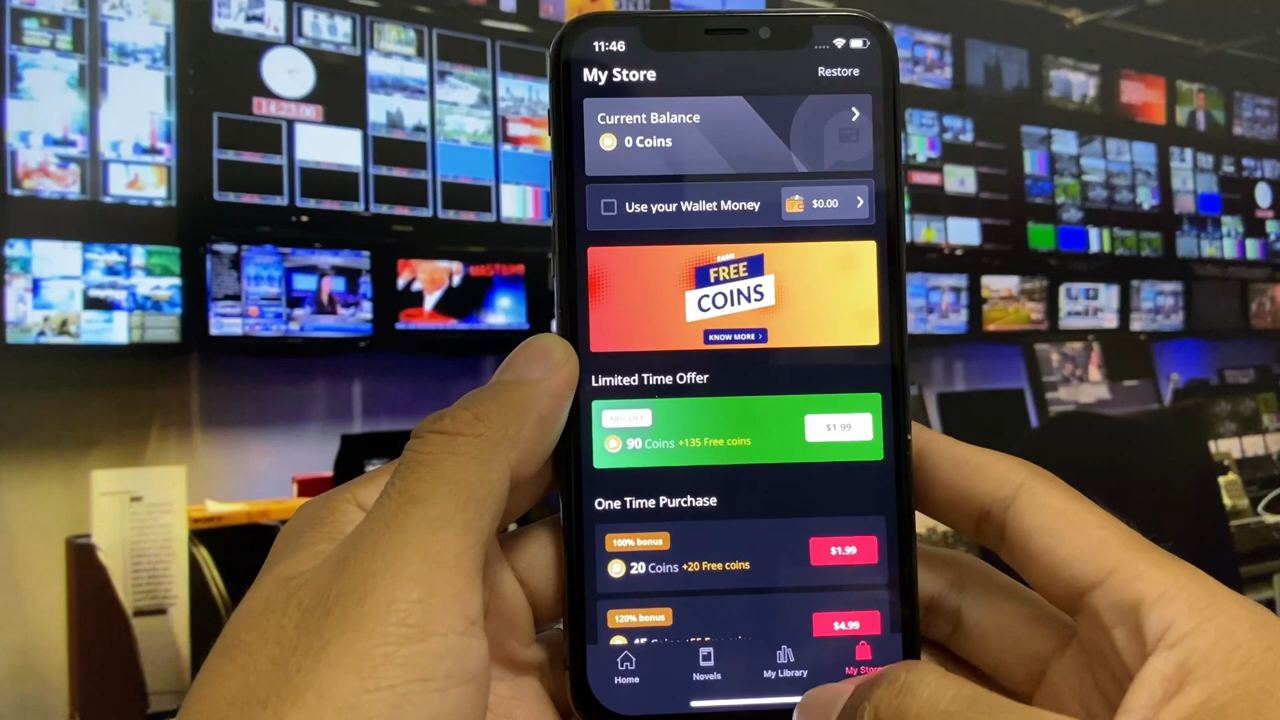 11:46
My Store
Restore
Current Balance
0 Coins
Use your Wallet Money
$0.00
EARN
FREE
COINS
KNOW MORE >
Limited Time Offer
90 Coins +135 Free coins
$1.99
One Time Purchase
100% bonus
20 Coins +20 Free coins
$1.99
120% bonus
$4.99
Home
Novels
My Library
My Store